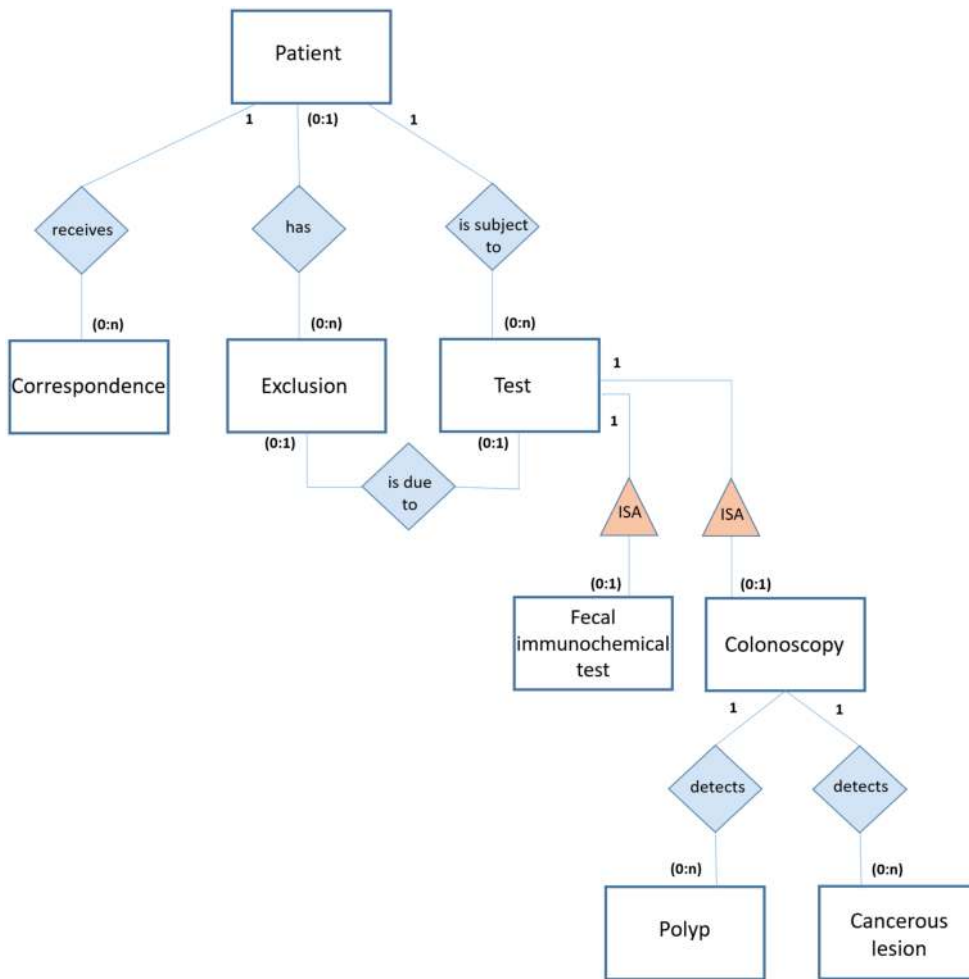 Patient
1
(0:1)
1
receives
has
is subject
to
(0:n)
(0:n)
(0:n)
Correspondence
Exclusion
Test
1
1
(0:1)
(0:1)
is due
to
ISA
ISA
(0:1)
(0:1)
Fecal
immunochemical
test
Colonoscopy
1
1
detects
detects
(0:n)
(0:n)
Polyp
Cancerous
lesion